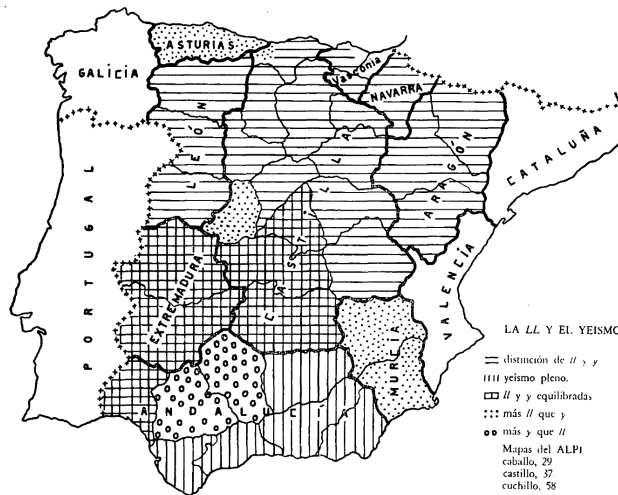 ASTURIAS
GALICIA
Vasconia
NAVARRA
LEÓN
CASTILLA
ARAGÓN
CATALUÑA
PORTUGAL
EXTREMADURA
VALENCIA
MURCIA
ANDALUCÍA
LA LL Y EL YEISMO
distinción de ll y y
yeísmo pleno.
ll y y equilibradas
más ll que y
más y que ll
Mapas del ALPI
caballo, 29
castillo, 37
cuchillo, 58